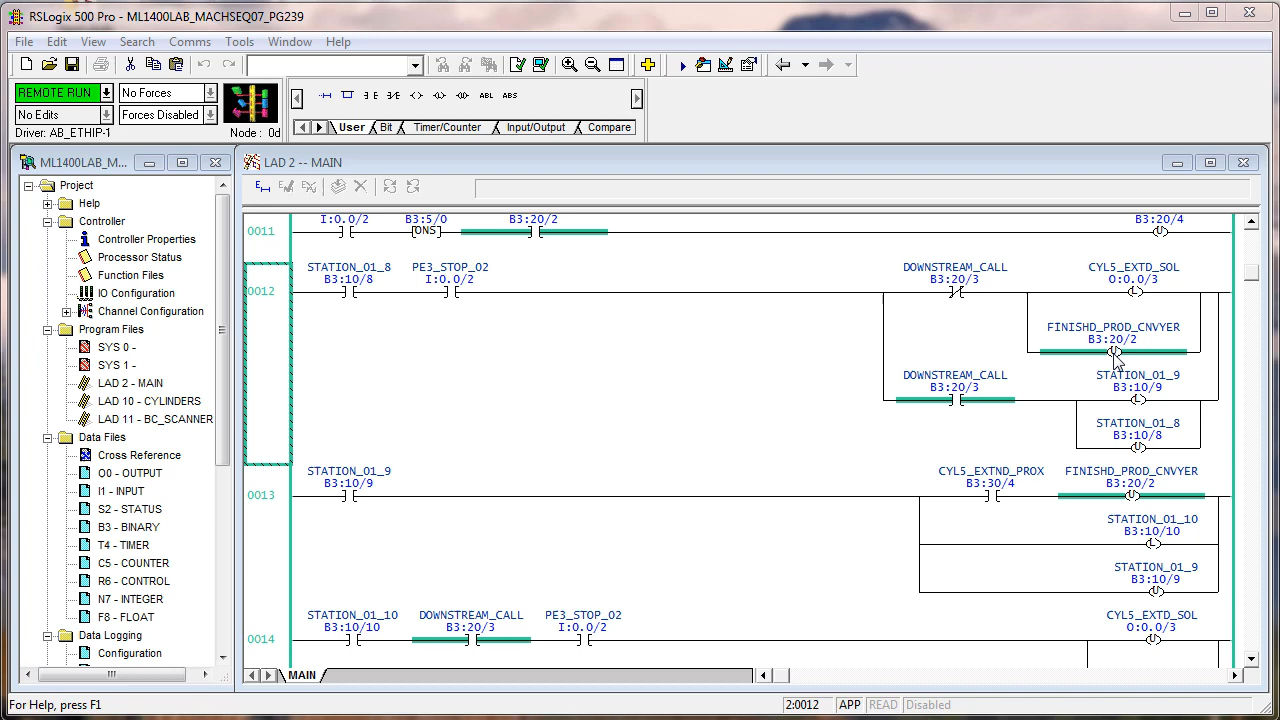 RSLogix 500 Pro - ML1400LAB_MACHSEQ07_PG239
File Edit View Search Comms Tools Window Help
REMOTE RUN No Forces
No Edits Forces Disabled
Driver: AB_ETHIP-1 Node : 0d
ABL ABS
User Bit Timer/Counter Input/Output Compare
ML1400LAB_M...
Project
Help
Controller
Controller Properties
Processor Status
Function Files
IO Configuration
Channel Configuration
Program Files
SYS 0 -
SYS 1 -
LAD 2 - MAIN
LAD 10 - CYLINDERS
LAD 11 - BC_SCANNER
Data Files
Cross Reference
O0 - OUTPUT
I1 - INPUT
S2 - STATUS
B3 - BINARY
T4 - TIMER
C5 - COUNTER
R6 - CONTROL
N7 - INTEGER
F8 - FLOAT
Data Logging
Configuration
LAD 2 -- MAIN
I:0.0/2 B3:5/0 B3:20/2 B3:20/4
0011 ONS U
STATION_01_8 PE3_STOP_02 DOWNSTREAM_CALL CYL5_EXTD_SOL
B3:10/8 I:0.0/2 B3:20/3 O:0.0/3
0012 L
FINISHD_PROD_CNVYER
B3:20/2
U
DOWNSTREAM_CALL STATION_01_9
B3:20/3 B3:10/9
L
STATION_01_8
B3:10/8
U
STATION_01_9 CYL5_EXTND_PROX FINISHD_PROD_CNVYER
B3:10/9 B3:30/4 B3:20/2
0013 U
STATION_01_10
B3:10/10
L
STATION_01_9
B3:10/9
U
STATION_01_10 DOWNSTREAM_CALL PE3_STOP_02 CYL5_EXTD_SOL
B3:10/10 B3:20/3 I:0.0/2 O:0.0/3
0014 U
MAIN
For Help, press F1 2:0012 APP READ Disabled